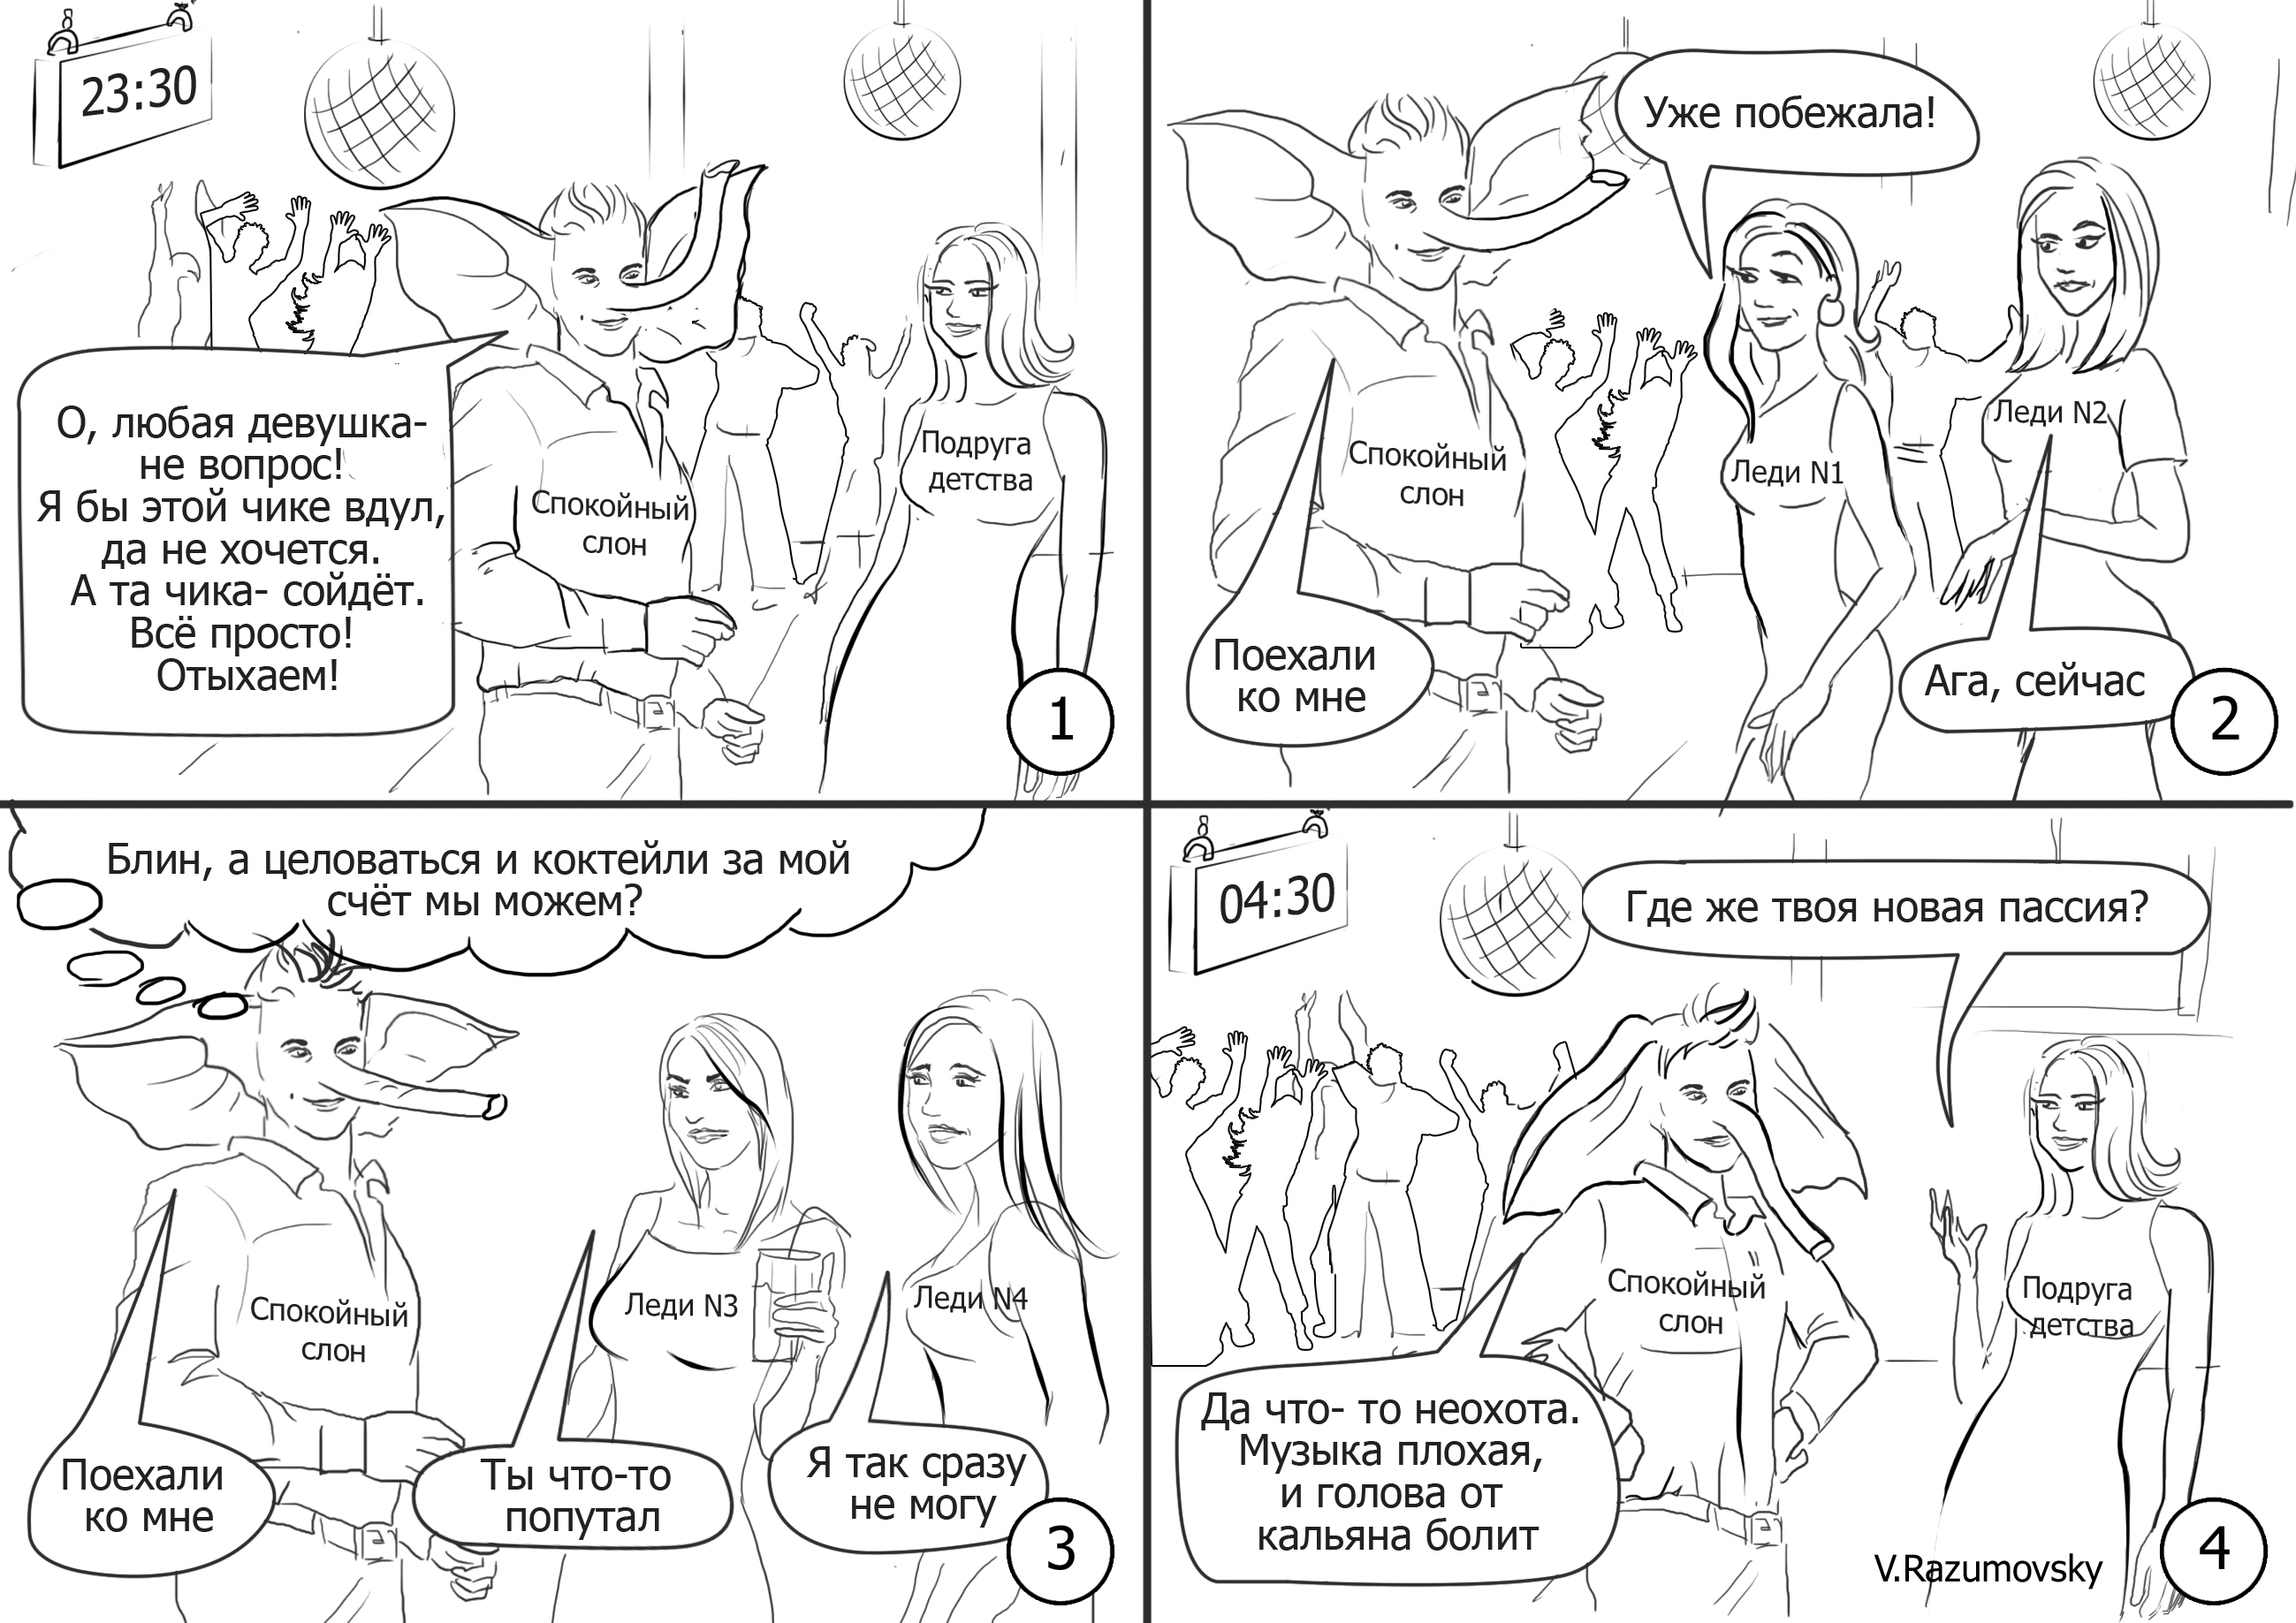 23:30
О, любая девушка-
не вопрос!
Я бы этой чике вдул,
да не хочется.
А та чика- сойдёт.
Всё просто!
Отыхаем!
Спокойный
слон
Подруга
детства
1
Уже побежала!
Спокойный
слон
Леди N1
Леди N2
Поехали
ко мне
Ага, сейчас
2
Блин, а целоваться и коктейли за мой
счёт мы можем?
Спокойный
слон
Леди N3
Леди N4
Поехали
ко мне
Ты что-то
попутал
Я так сразу
не могу
3
04:30
Где же твоя новая пассия?
Спокойный
слон
Подруга
детства
Да что- то неохота.
Музыка плохая,
и голова от
кальяна болит
V.Razumovsky
4